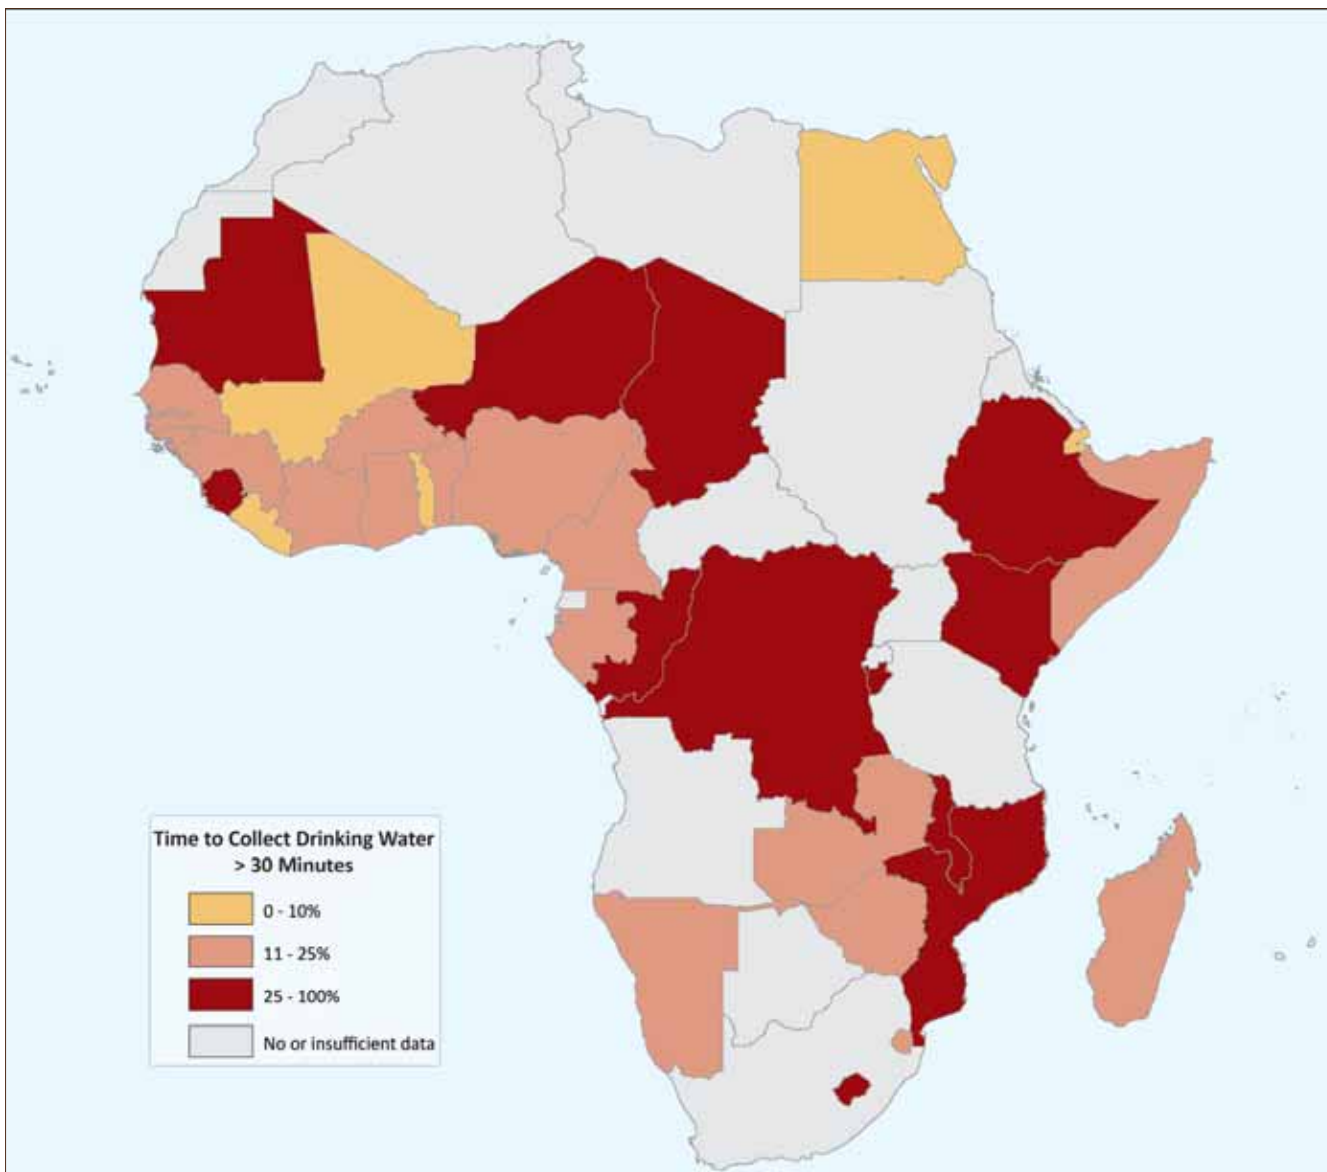 Time to Collect Drinking Water
> 30 Minutes
0 - 10%
11 - 25%
25 - 100%
No or insufficient data